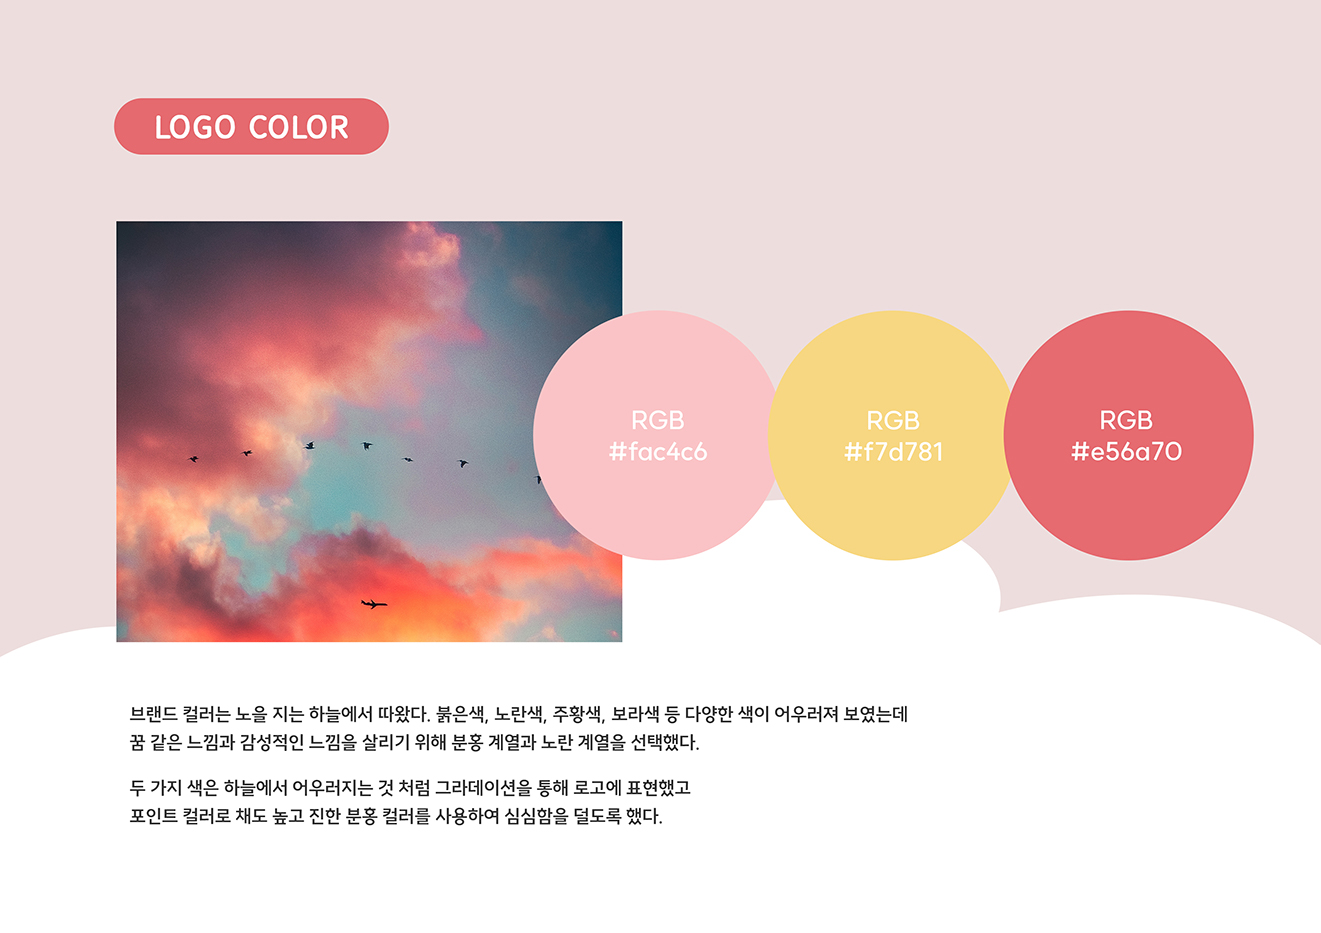 LOGO COLOR
RGB
#fac4c6
RGB
#f7d781
RGB
#e56a70
브랜드 컬러는 노을 지는 하늘에서 따왔다. 붉은색, 노란색, 주황색, 보라색 등 다양한 색이 어우러져 보였는데
꿈 같은 느낌과 감성적인 느낌을 살리기 위해 분홍 계열과 노란 계열을 선택했다.
두 가지 색은 하늘에서 어우러지는 것 처럼 그라데이션을 통해 로고에 표현했고
포인트 컬러로 채도 높고 진한 분홍 컬러를 사용하여 심심함을 덜도록 했다.